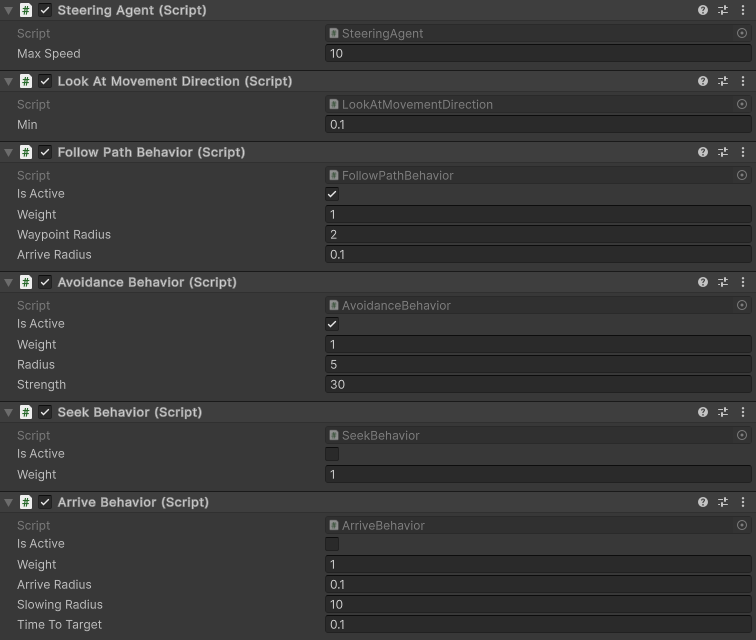 # Steering Agent (Script)
Script # SteeringAgent
Max Speed 10
# Look At Movement Direction (Script)
Script # LookAtMovementDirection
Min 0.1
# Follow Path Behavior (Script)
Script # FollowPathBehavior
Is Active
Weight 1
Waypoint Radius 2
Arrive Radius 0.1
# Avoidance Behavior (Script)
Script # AvoidanceBehavior
Is Active
Weight 1
Radius 5
Strength 30
# Seek Behavior (Script)
Script # SeekBehavior
Is Active
Weight 1
# Arrive Behavior (Script)
Script # ArriveBehavior
Is Active
Weight 1
Arrive Radius 0.1
Slowing Radius 10
Time To Target 0.1